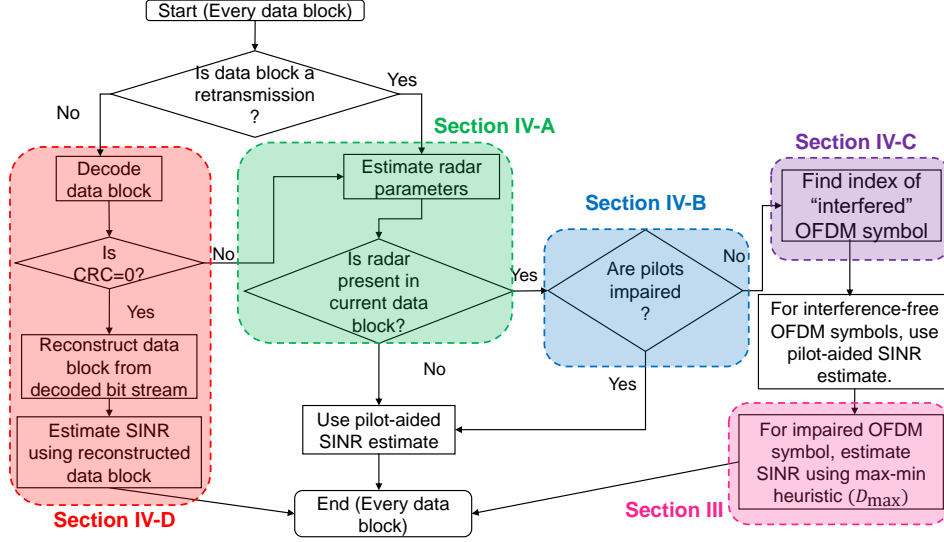 Start (Every data block)
Is data block a
retransmission
?
Yes
No
Section IV-A
Section IV-C
Decode
data block
Estimate radar
parameters
Find index of
“interfered”
OFDM symbol
Section IV-B
Is
CRC=0?
No
Is radar
present in
current data
block?
Yes
Are pilots
impaired
?
No
Yes
For interference-free
OFDM symbols, use
pilot-aided SINR
estimate.
Reconstruct data
block from
decoded bit stream
No
Yes
Estimate SINR
using reconstructed
data block
Use pilot-aided
SINR estimate
For impaired OFDM
symbol, estimate
SINR using max-min
heuristic (D_max)
End (Every data
block)
Section IV-D
Section III